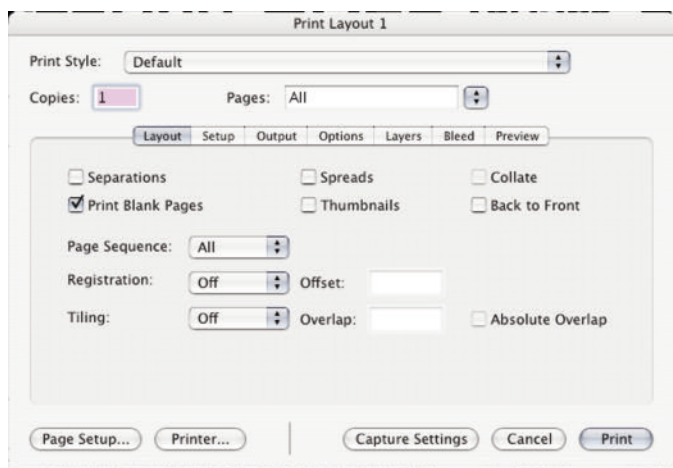 Print Layout 1
Print Style: Default
Copies: 1 Pages: All
Layout Setup Output Options Layers Bleed Preview
Separations Spreads Collate
Print Blank Pages Thumbnails Back to Front
Page Sequence: All
Registration: Off Offset:
Tiling: Off Overlap: Absolute Overlap
Page Setup... Printer... Capture Settings Cancel Print